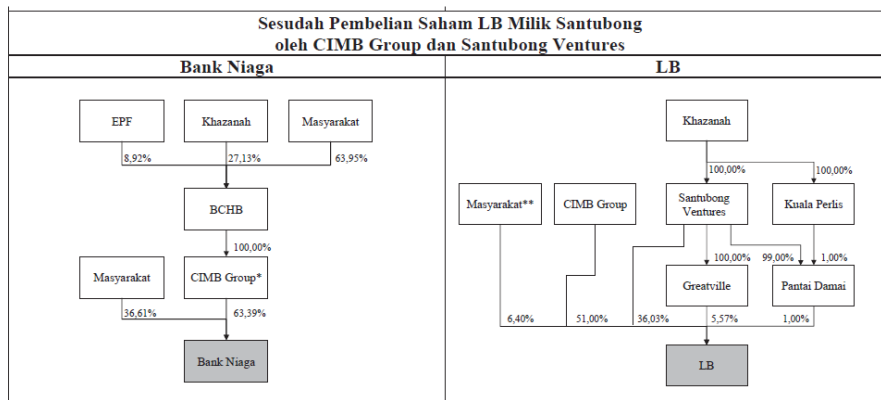 Sesudah Pembelian Saham LB Milik Santubong
oleh CIMB Group dan Santubong Ventures
Bank Niaga
LB
EPF
Khazanah
Masyarakat
8,92%
27,13%
63,95%
BCHB
100,00%
Masyarakat
CIMB Group*
36,61%
63,39%
Bank Niaga
Khazanah
100,00%
100,00%
Masyarakat**
CIMB Group
Santubong
Ventures
Kuala Perlis
100,00%
99,00%
1,00%
Greatville
Pantai Damai
6,40%
51,00%
36,03%
5,57%
1,00%
LB